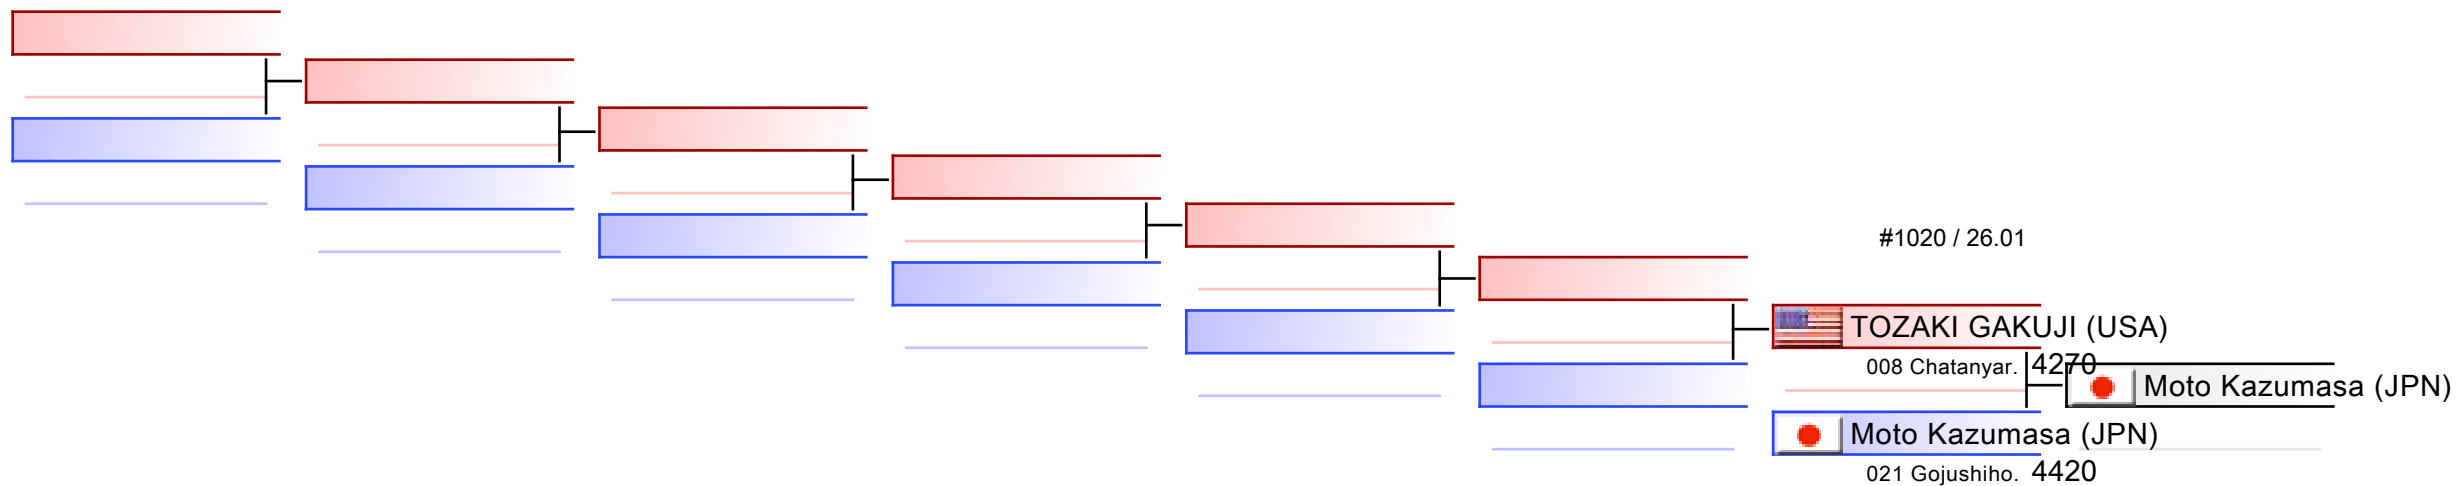 #1020 / 26.01
TOZAKI GAKUJI (USA)
008 Chatanyar. 4270
Moto Kazumasa (JPN)
Moto Kazumasa (JPN)
021 Gojushiho. 4420